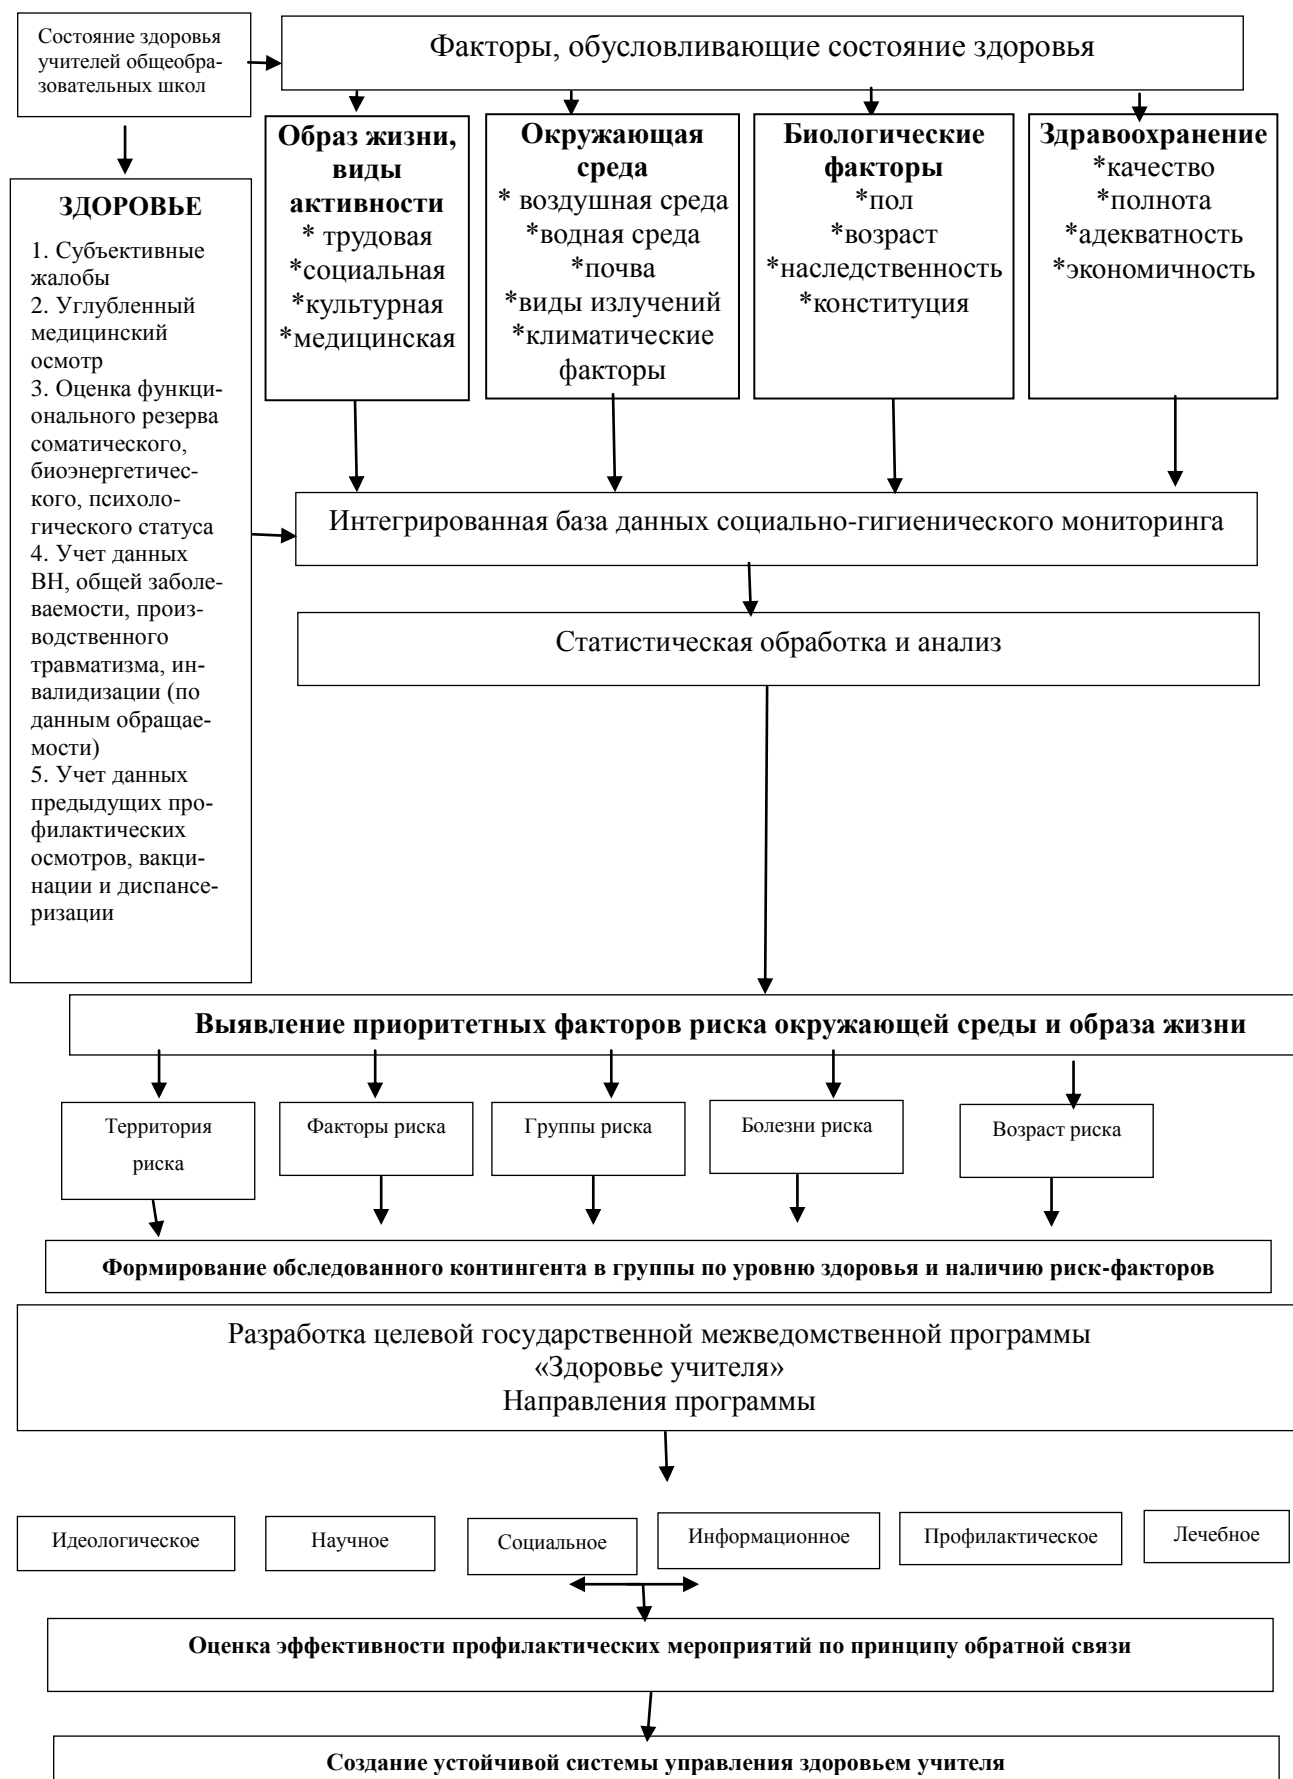 Состояние здоровья
учителей общеобра-
зовательных школ
Факторы, обусловливающие состояние здоровья
Образ жизни,
виды
активности
* трудовая
*социальная
*культурная
*медицинская
Окружающая
среда
* воздушная среда
*водная среда
*почва
*виды излучений
*климатические
факторы
Биологические
факторы
*пол
*возраст
*наследственность
*конституция
Здравоохранение
*качество
*полнота
*адекватность
*экономичность
ЗДОРОВЬЕ
1. Субъективные
жалобы
2. Углубленный
медицинский
осмотр
3. Оценка функци-
онального резерва
соматического,
биоэнергетичес-
кого, психоло-
гического статуса
4. Учет данных
ВН, общей заболе-
ваемости, произ-
водственного
травматизма, ин-
валидизации (по
данным обращае-
мости)
5. Учет данных
предыдущих про-
филактических
осмотров, вакци-
нации и диспансе-
ризации
Интегрированная база данных социально-гигиенического мониторинга
Статистическая обработка и анализ
Выявление приоритетных факторов риска окружающей среды и образа жизни
Территория
риска
Факторы риска
Группы риска
Болезни риска
Возраст риска
Формирование обследованного контингента в группы по уровню здоровья и наличию риск-факторов
Разработка целевой государственной межведомственной программы
«Здоровье учителя»
Направления программы
Идеологическое
Научное
Социальное
Информационное
Профилактическое
Лечебное
Оценка эффективности профилактических мероприятий по принципу обратной связи
Создание устойчивой системы управления здоровьем учителя